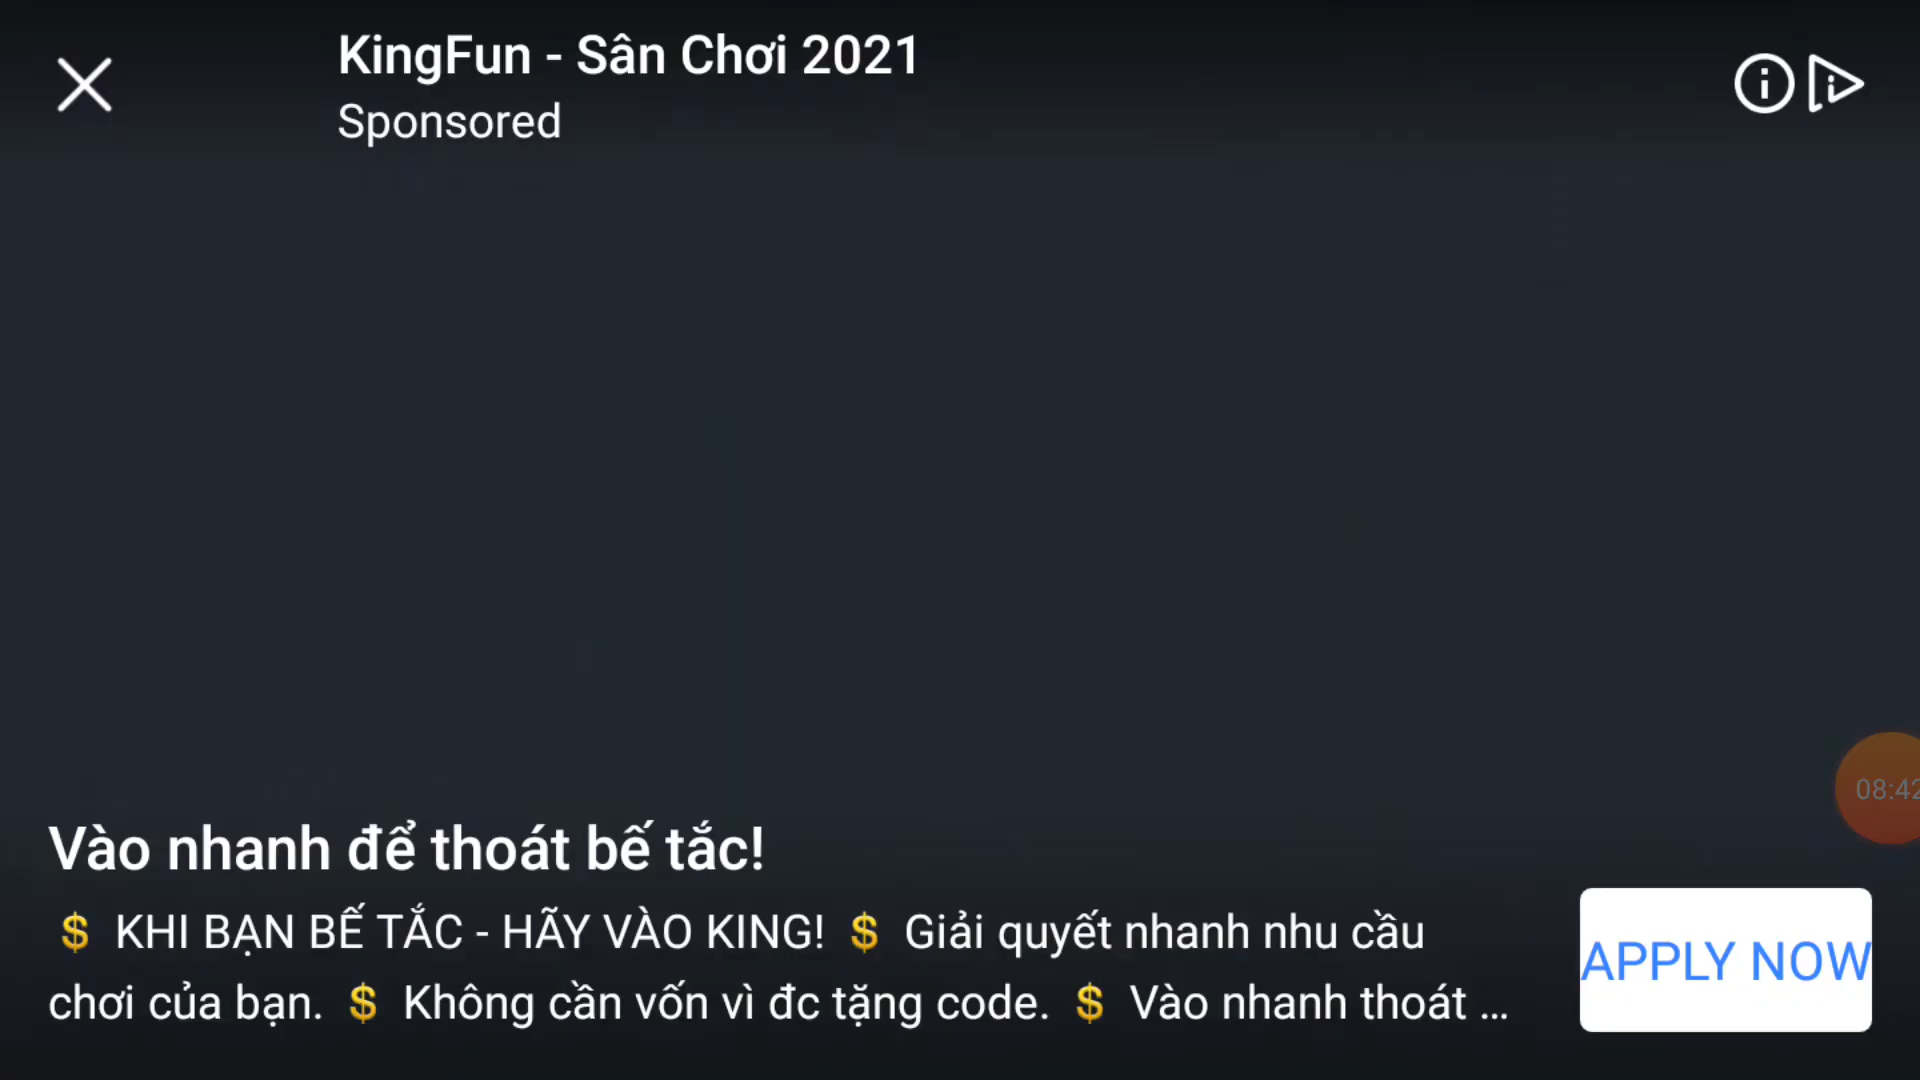 KingFun - Sân Chơi 2021
Sponsored
08:42
Vào nhanh để thoát bế tắc!
💲 KHI BẠN BẾ TẮC - HÃY VÀO KING! 💲 Giải quyết nhanh nhu cầu
chơi của bạn. 💲 Không cần vốn vì đc tặng code. 💲 Vào nhanh thoát ...
APPLY NOW